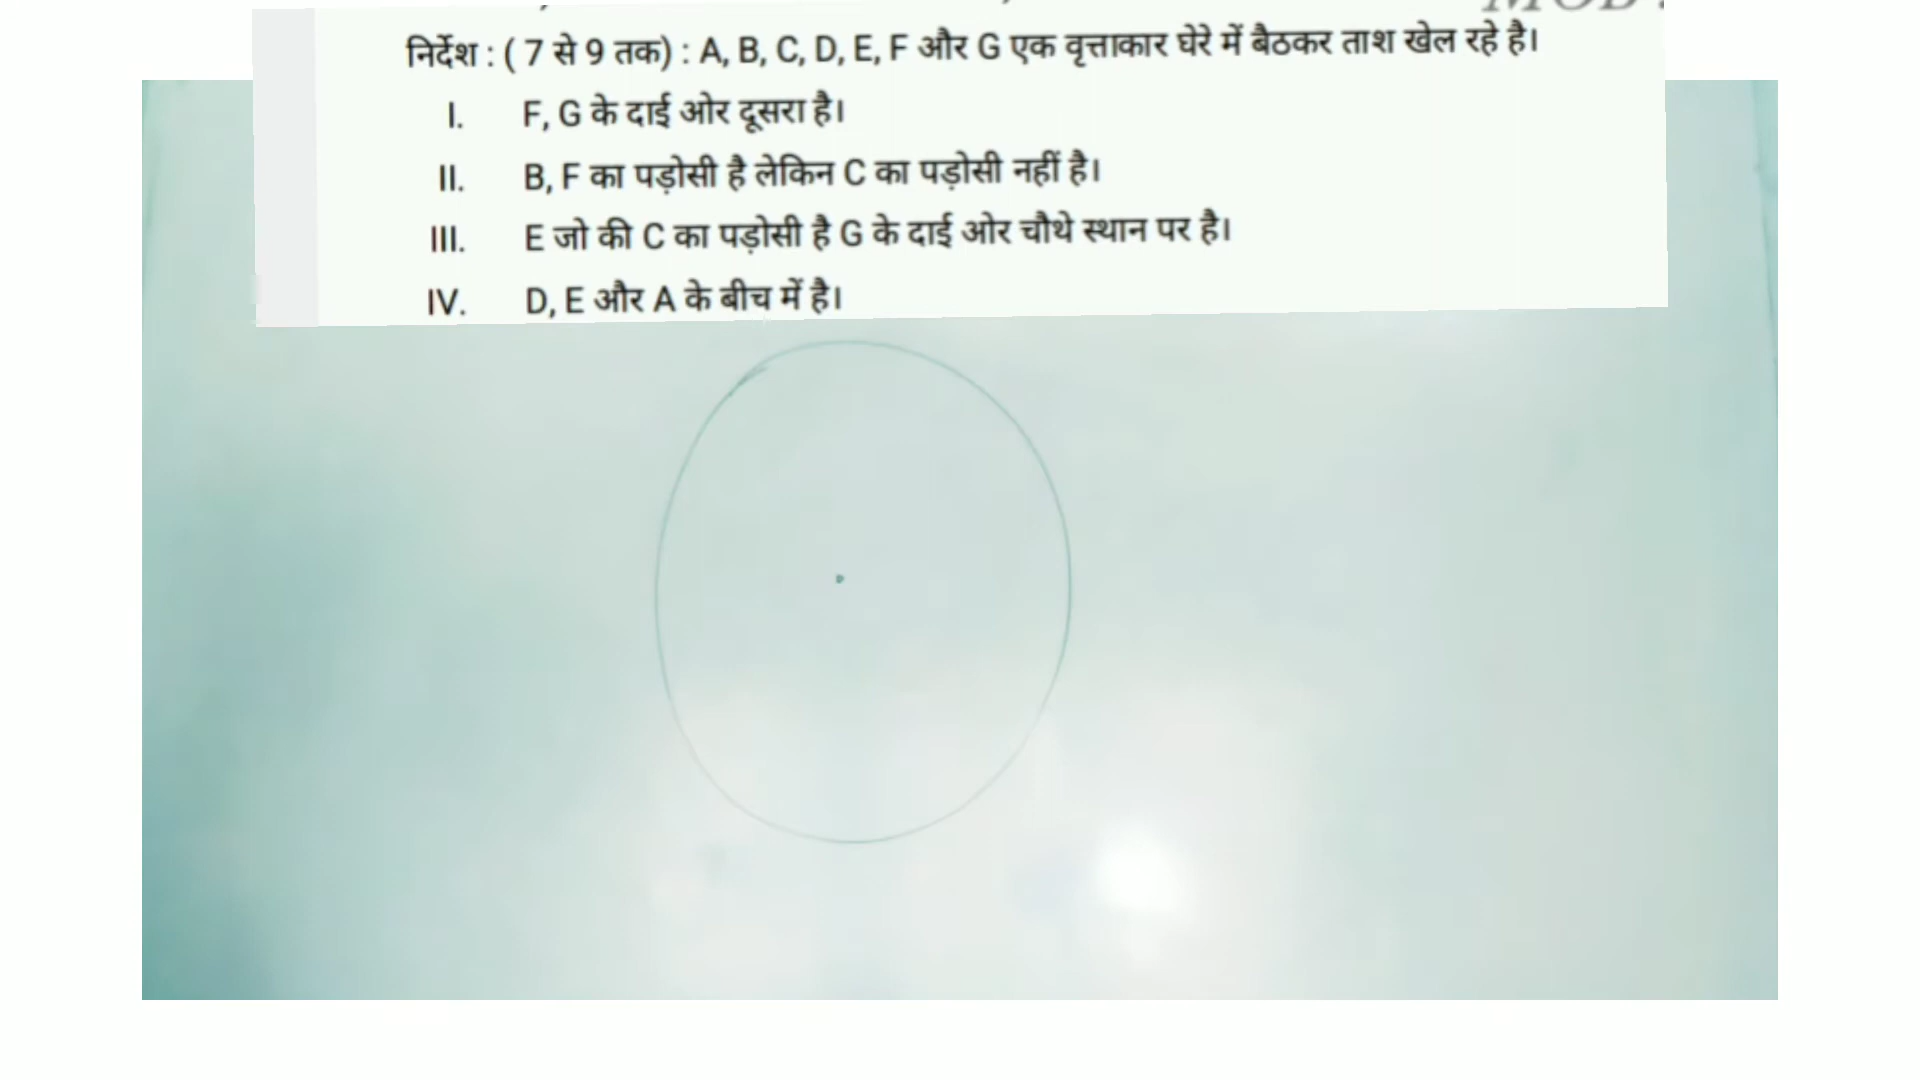 निर्देश : ( 7 से 9 तक) : A, B, C, D, E, F और G एक वृत्ताकार घेरे में बैठकर ताश खेल रहे है।
I. F, G के दाई ओर दूसरा है।
II. B, F का पड़ोसी है लेकिन C का पड़ोसी नहीं है।
III. E जो की C का पड़ोसी है G के दाई ओर चौथे स्थान पर है।
IV. D, E और A के बीच में है।